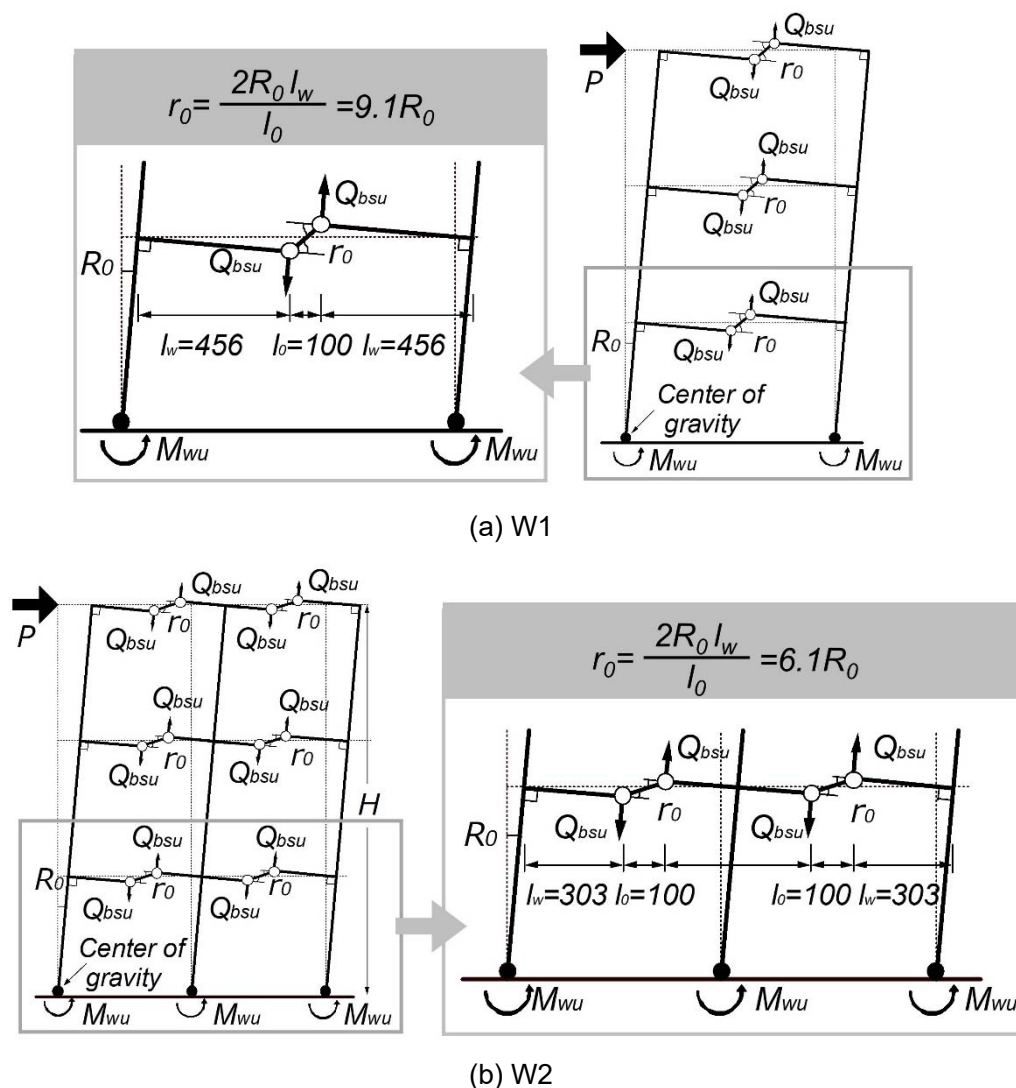 r0= 2R0 lw / l0 =9.1R0
Qbsu
Qbsu
r0
R0
lw=456 l0=100 lw=456
Mwu
Mwu
P
Qbsu
Qbsu
r0
Qbsu
Qbsu
r0
Qbsu
Qbsu
r0
R0
Center of
gravity
Mwu
Mwu
(a) W1
P
Qbsu
Qbsu
Qbsu
r0
Qbsu
r0
Qbsu
Qbsu
Qbsu
r0
Qbsu
r0
H
Qbsu
Qbsu
R0
Qbsu
r0
Qbsu
r0
Center of
gravity
Mwu
Mwu
Mwu
r0= 2R0 lw / l0 =6.1R0
Qbsu
Qbsu
R0
Qbsu
r0
Qbsu
r0
lw=303 l0=100
l0=100 lw=303
Mwu
Mwu
Mwu
(b) W2